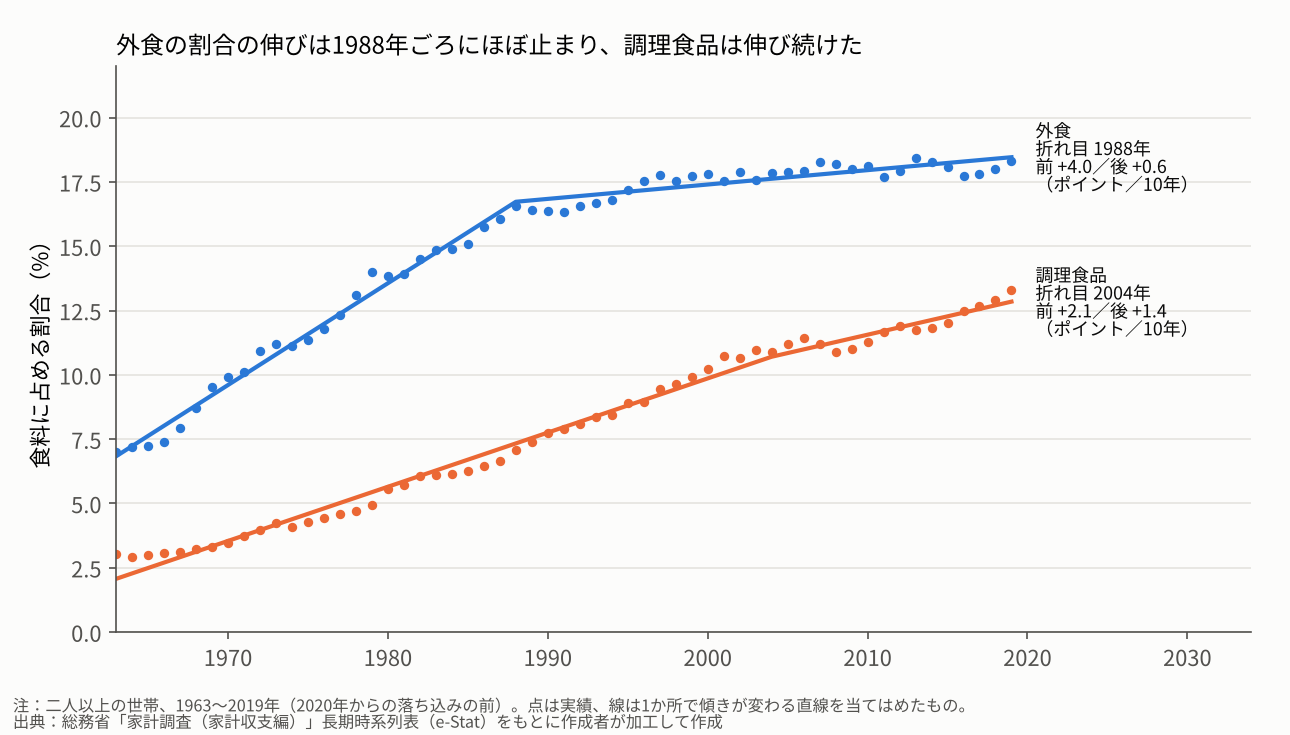 外食の割合の伸びは1988年ごろにほぼ止まり、調理食品は伸び続けた
食料に占める割合（%）
20.0
17.5
15.0
12.5
10.0
7.5
5.0
2.5
0.0
1970
1980
1990
2000
2010
2020
2030
外食
折れ目 1988年
前 +4.0／後 +0.6
（ポイント／10年）
調理食品
折れ目 2004年
前 +2.1／後 +1.4
（ポイント／10年）
注：二人以上の世帯、1963～2019年（2020年からの落ち込みの前）。点は実績、線は1か所で傾きが変わる直線を当てはめたもの。
出典：総務省「家計調査（家計収支編）」長期時系列表（e-Stat）をもとに作成者が加工して作成